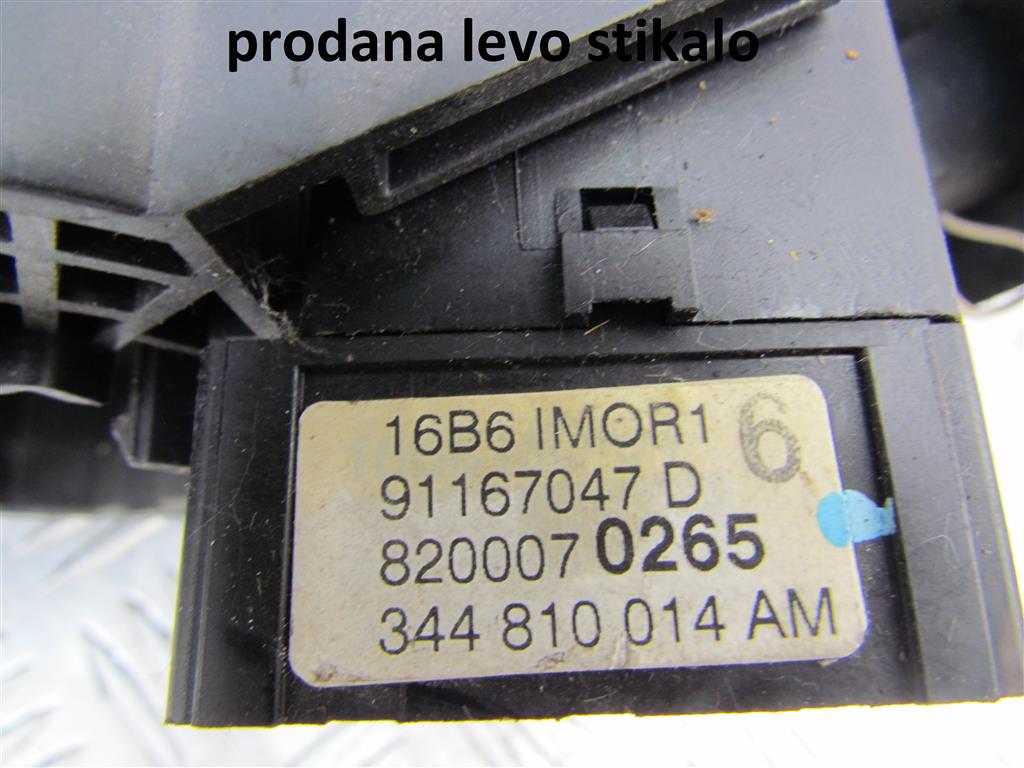 prodana levo stikalo
16B6 IMOR1 6
91167047 D
820007 0265
344 810 014 AM